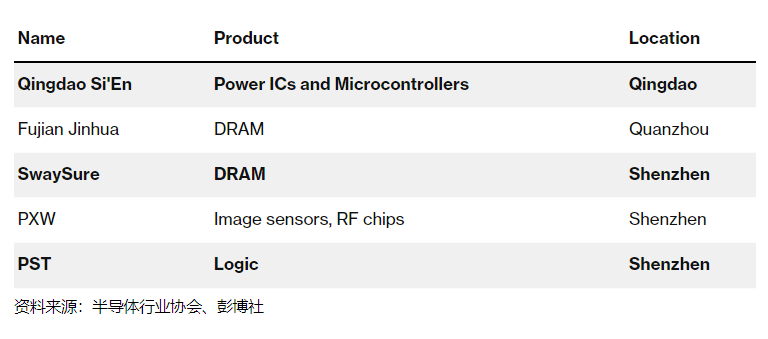 Name Product Location
Qingdao Si'En Power ICs and Microcontrollers Qingdao
Fujian Jinhua DRAM Quanzhou
SwaySure DRAM Shenzhen
PXW Image sensors, RF chips Shenzhen
PST Logic Shenzhen
资料来源：半导体行业协会、彭博社